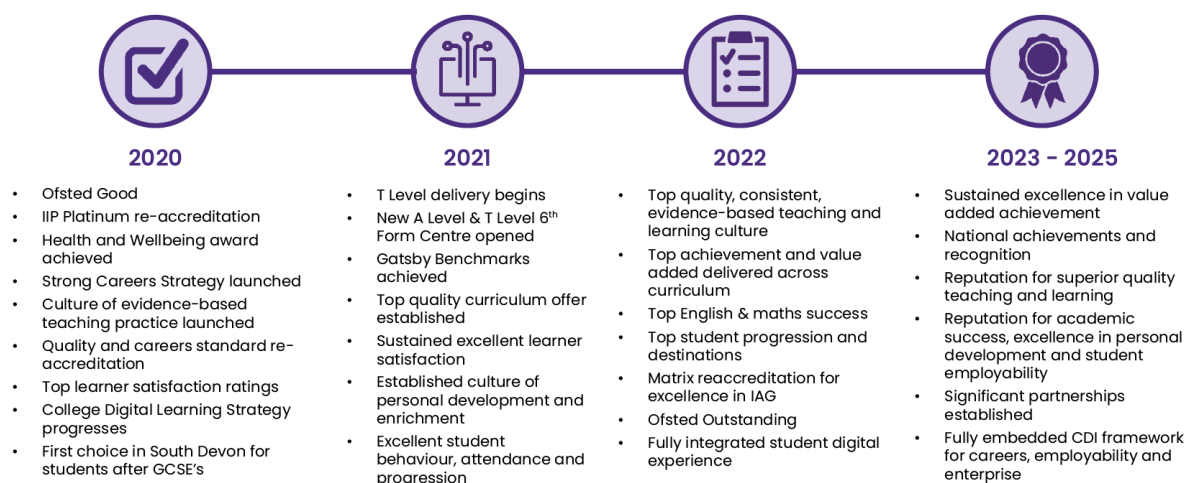 2020
• Ofsted Good
• IIP Platinum re-accreditation
• Health and Wellbeing award
achieved
• Strong Careers Strategy launched
• Culture of evidence-based
teaching practice launched
• Quality and careers standard re-
accreditation
• Top learner satisfaction ratings
• College Digital Learning Strategy
progresses
• First choice in South Devon for
students after GCSE’s
2021
• T Level delivery begins
• New A Level & T Level 6th
Form Centre opened
• Gatsby Benchmarks
achieved
• Top quality curriculum offer
established
• Sustained excellent learner
satisfaction
• Established culture of
personal development and
enrichment
• Excellent student
behaviour, attendance and
progression
2022
• Top quality, consistent,
evidence-based teaching and
learning culture
• Top achievement and value
added delivered across
curriculum
• Top English & maths success
• Top student progression and
destinations
• Matrix reaccreditation for
excellence in IAG
• Ofsted Outstanding
• Fully integrated student digital
experience
2023 - 2025
• Sustained excellence in value
added achievement
• National achievements and
recognition
• Reputation for superior quality
teaching and learning
• Reputation for academic
success, excellence in personal
development and student
employability
• Significant partnerships
established
• Fully embedded CDI framework
for careers, employability and
enterprise